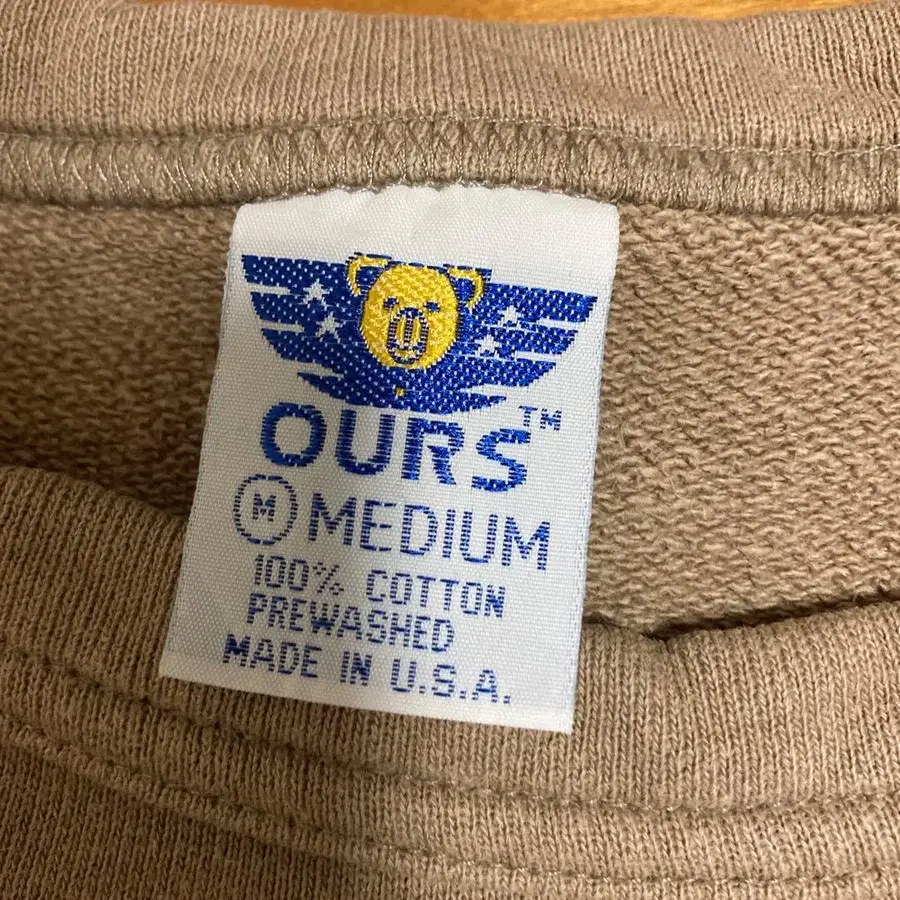 OURS™
M MEDIUM
100% COTTON
PREWASHED
MADE IN U.S.A.